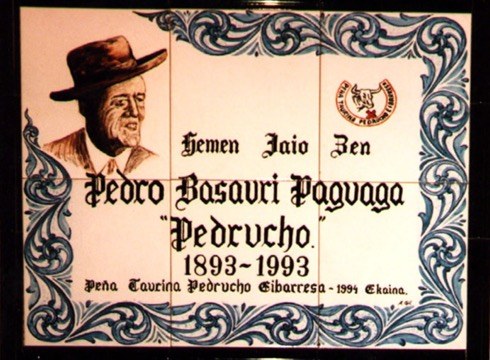 Hemen Jaio Zen
Pedro Basauri Paguaga
"Pedrucho."
1893-1993
Peña Taurina Pedrucho Eibarresa - 1994 Ekaina.